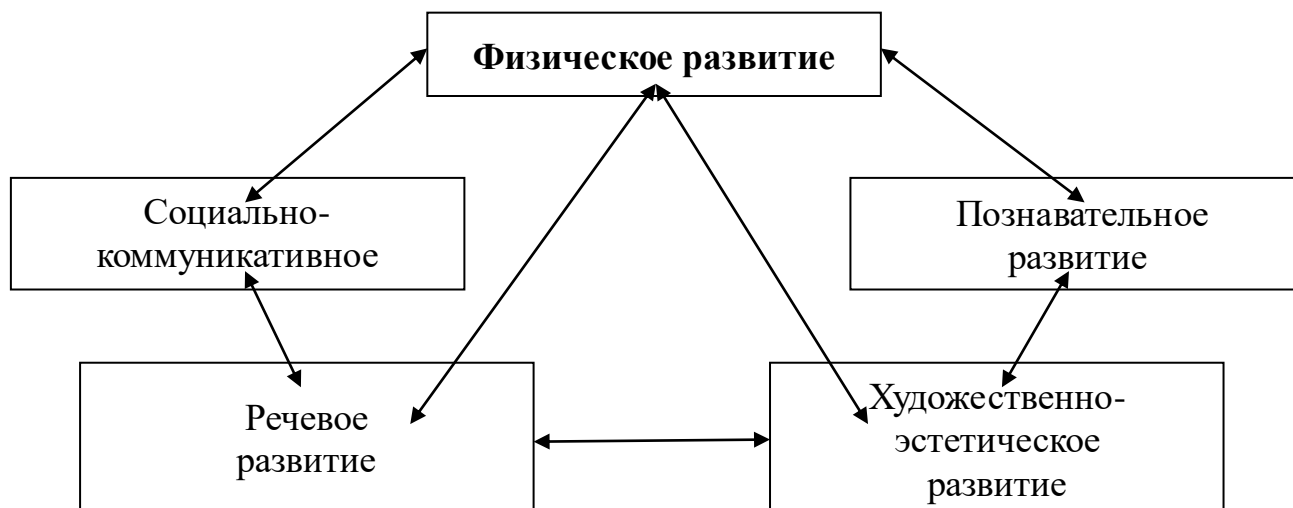 Физическое развитие
Социально-
коммуникативное
Познавательное
развитие
Речевое
развитие
Художественно-
эстетическое
развитие